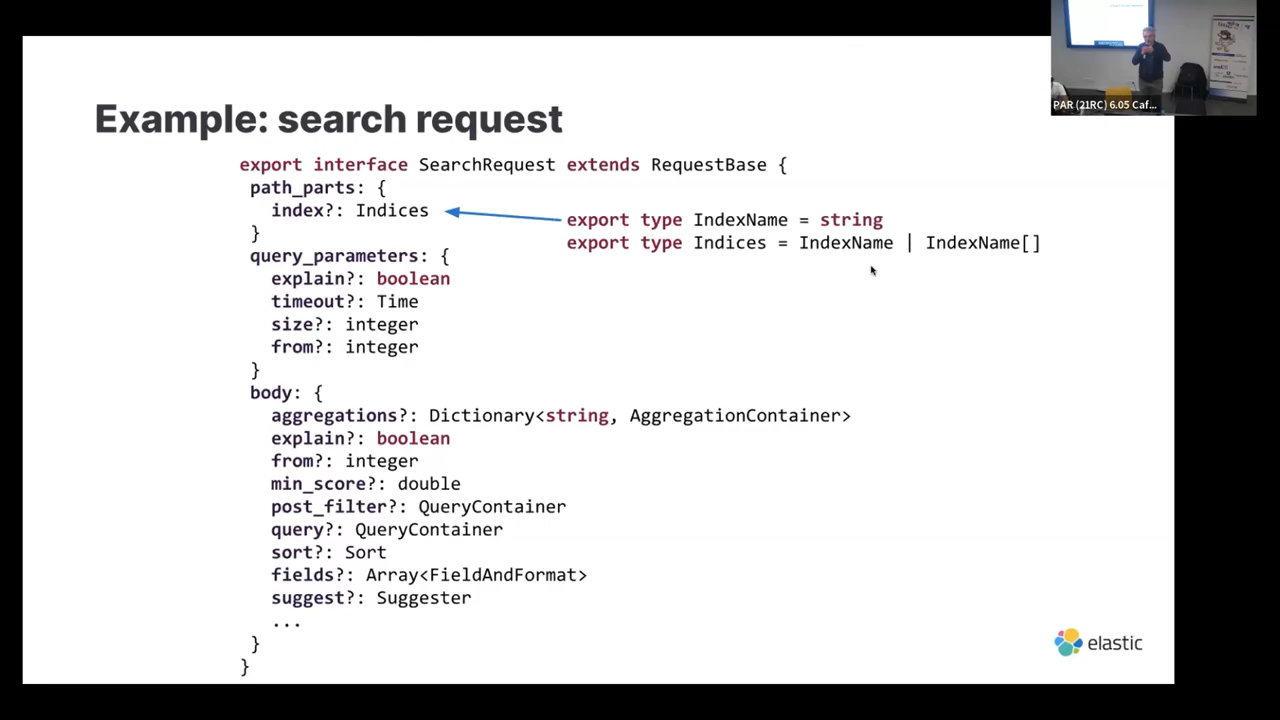 PAR (21RC) 6.05 Caf...
Example: search request
export interface SearchRequest extends RequestBase {
path_parts: {
index?: Indices
}
export type IndexName = string
export type Indices = IndexName | IndexName[]
query_parameters: {
explain?: boolean
timeout?: Time
size?: integer
from?: integer
}
body: {
aggregations?: Dictionary<string, AggregationContainer>
explain?: boolean
from?: integer
min_score?: double
post_filter?: QueryContainer
query?: QueryContainer
sort?: Sort
fields?: Array<FieldAndFormat>
suggest?: Suggester
...
}
}
elastic